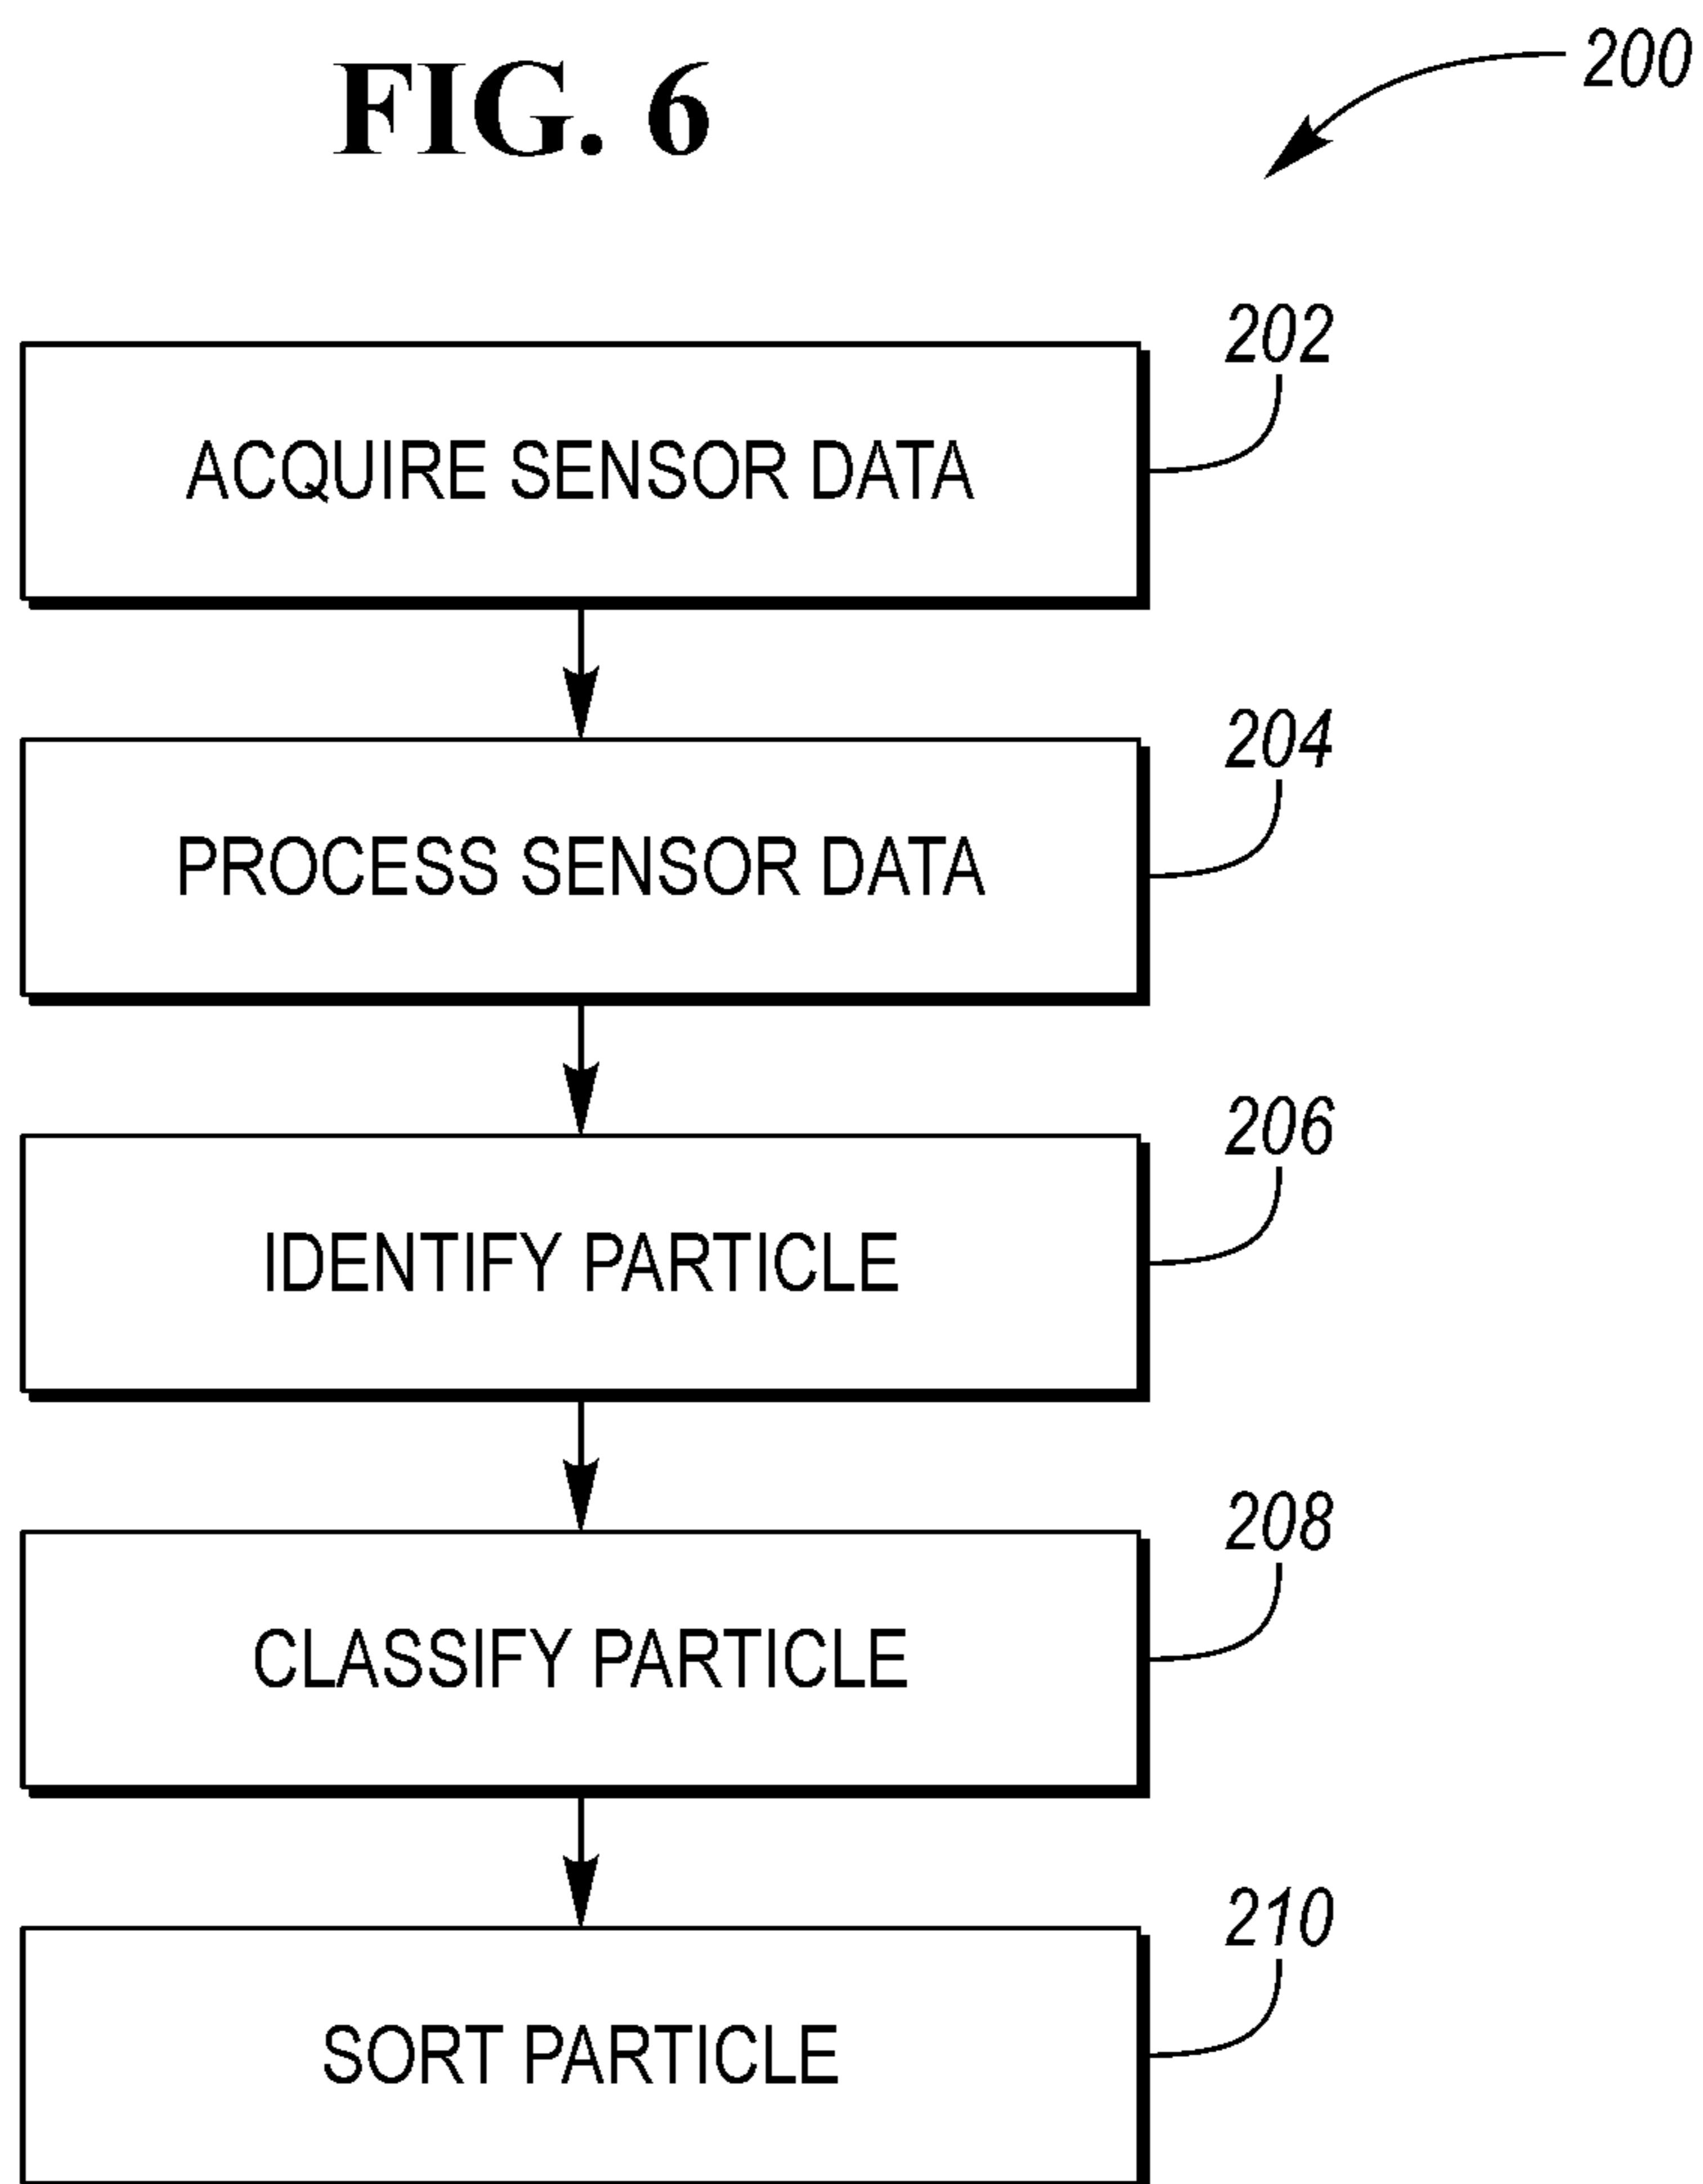 FIG. 6
200
202
ACQUIRE SENSOR DATA
204
PROCESS SENSOR DATA
206
IDENTIFY PARTICLE
208
CLASSIFY PARTICLE
210
SORT PARTICLE